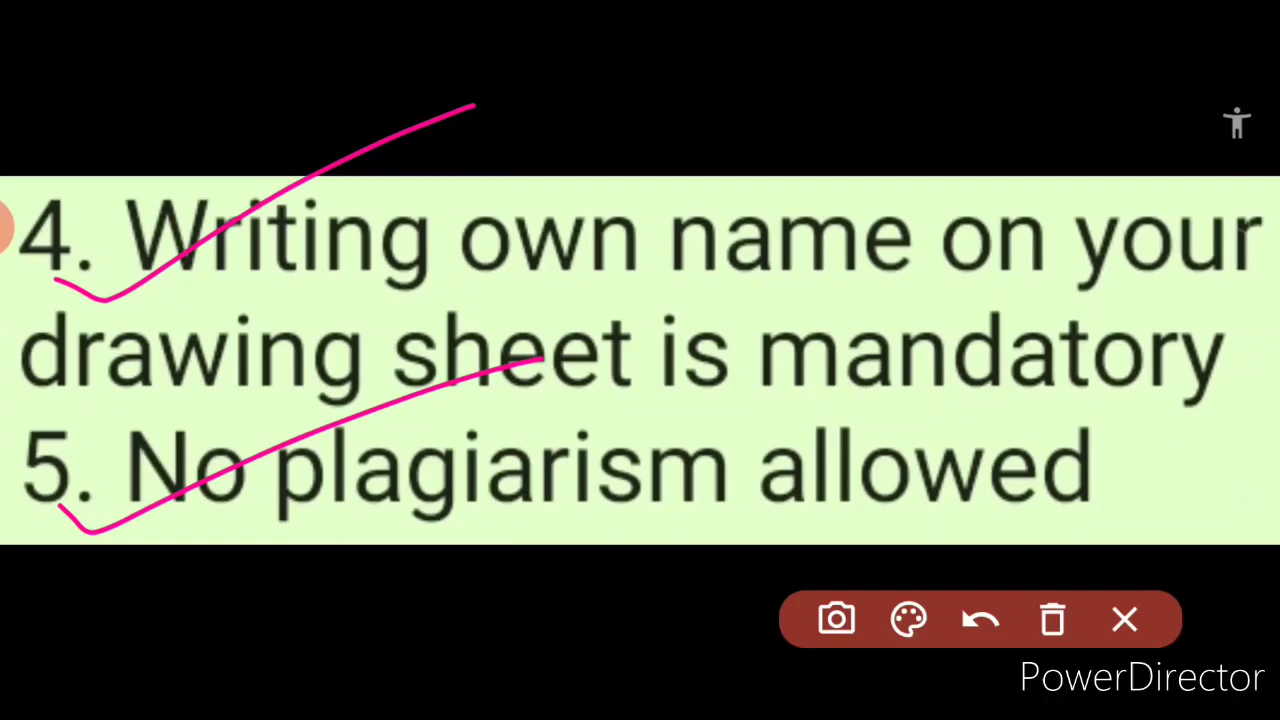 4. Writing own name on your
drawing sheet is mandatory
5. No plagiarism allowed
PowerDirector